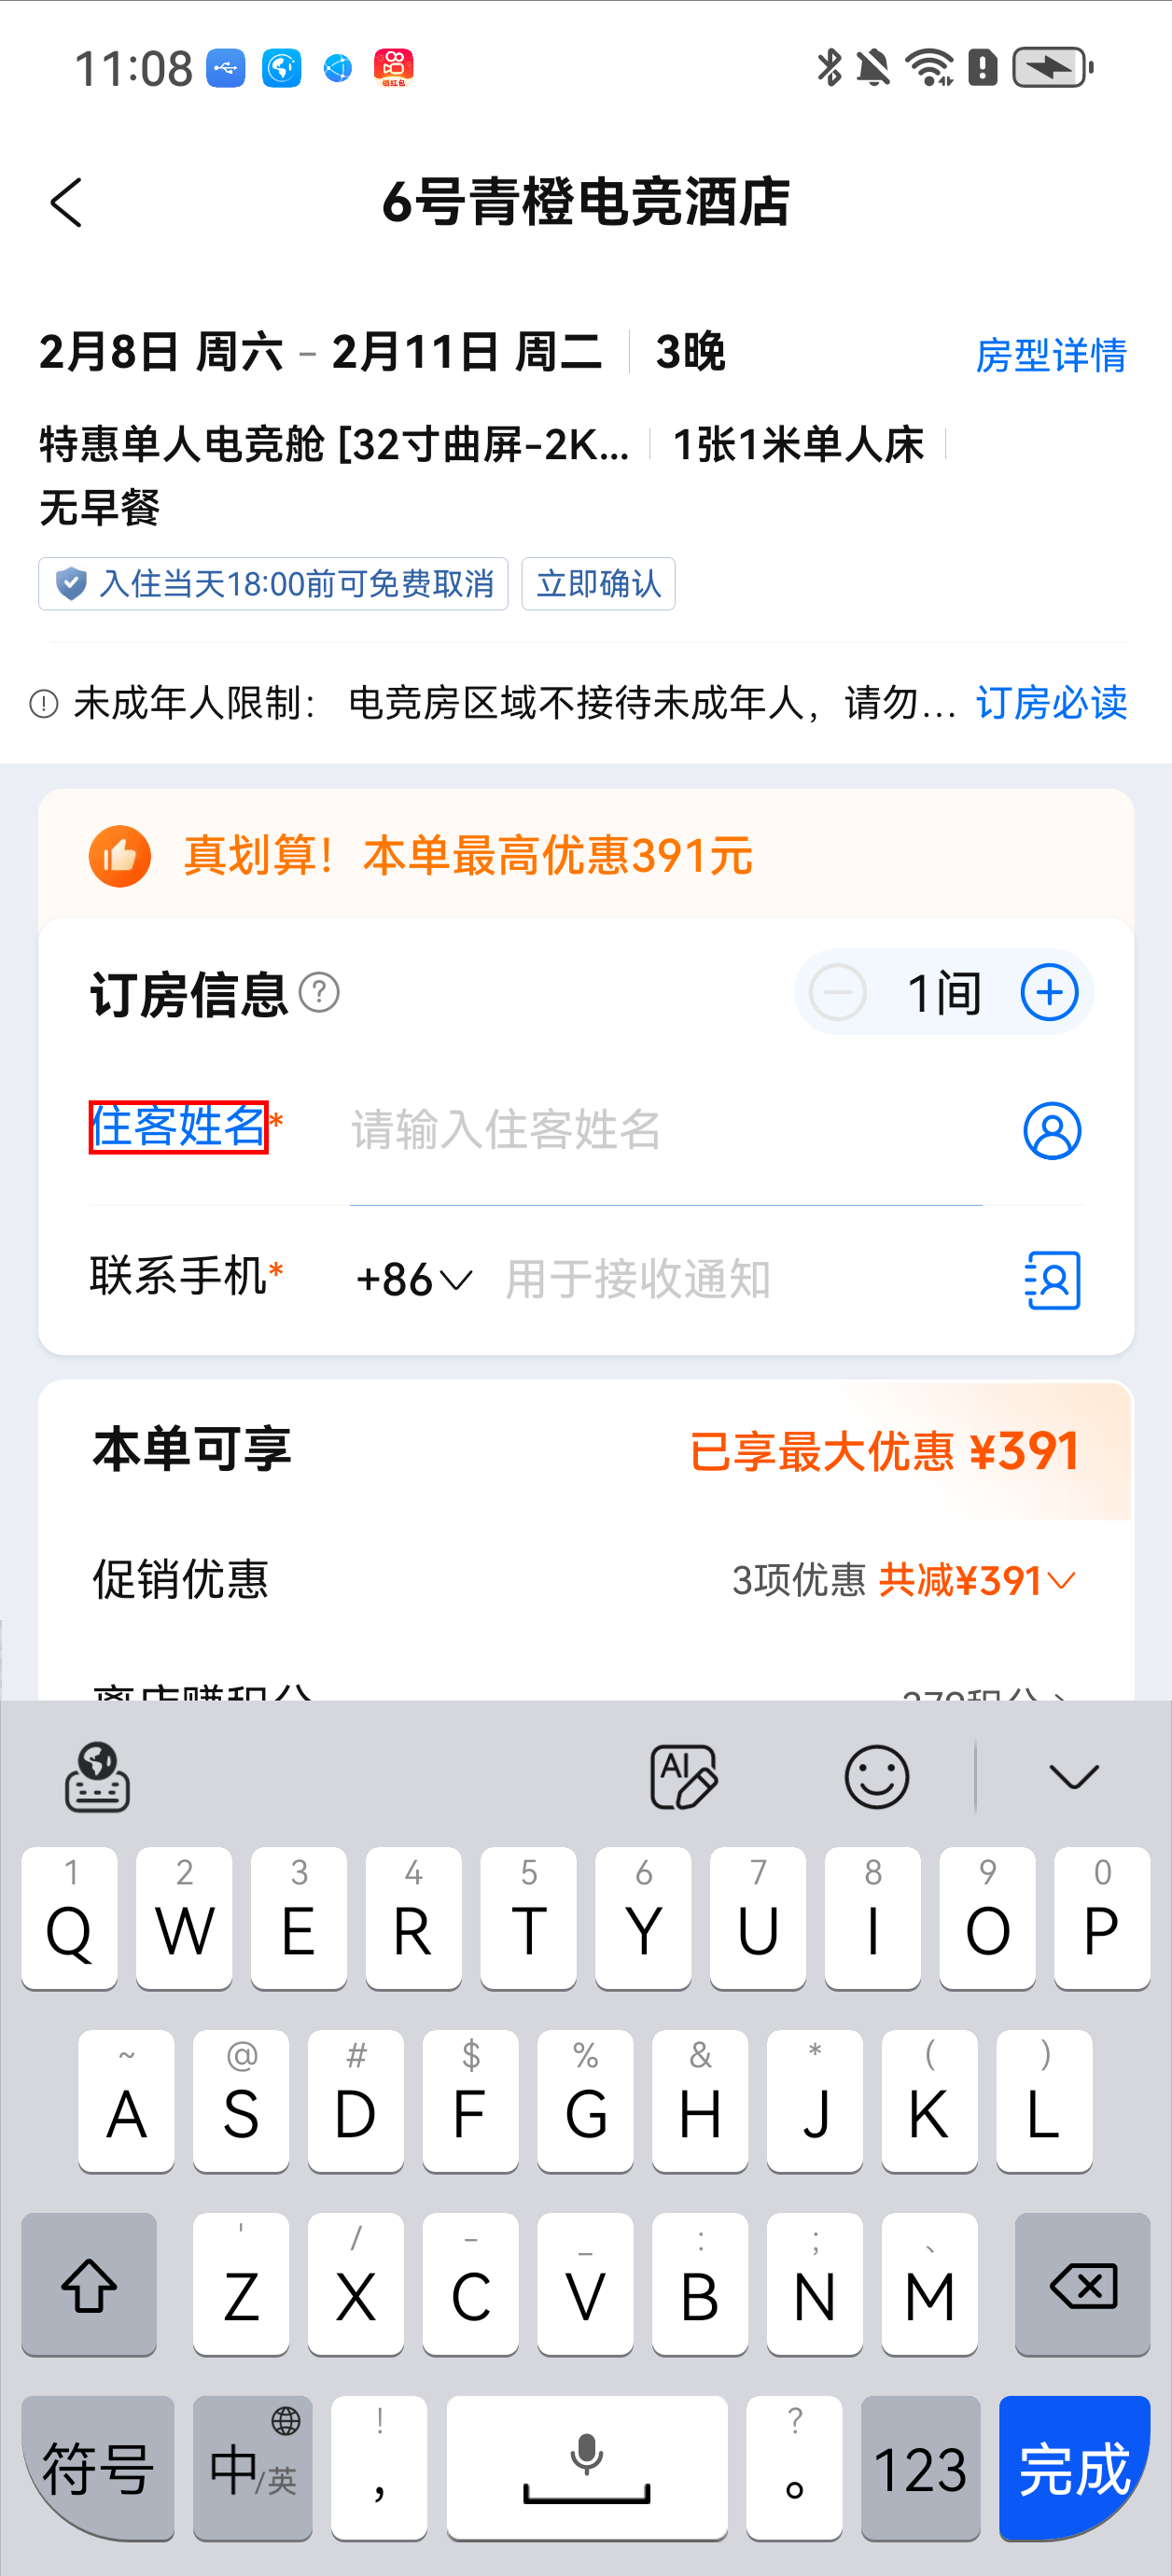 11:08
领红包
6号青橙电竞酒店
2月8日 周六 - 2月11日 周二 3晚 房型详情
特惠单人电竞舱 [32寸曲屏-2K... 1张1米单人床
无早餐
入住当天18:00前可免费取消 立即确认
未成年人限制： 电竞房区域不接待未成年人，请勿... 订房必读
真划算！本单最高优惠391元
订房信息 ? 1间
住客姓名* 请输入住客姓名
联系手机* +86 用于接收通知
本单可享 已享最大优惠 ¥391
促销优惠 3项优惠 共减¥391
AI
1 2 3 4 5 6 7 8 9 0
Q W E R T Y U I O P
~ @ # $ % & * ( )
A S D F G H J K L
' / - _ : ; 、
Z X C V B N M
! ?
符号 中/英 ， 。 123 完成